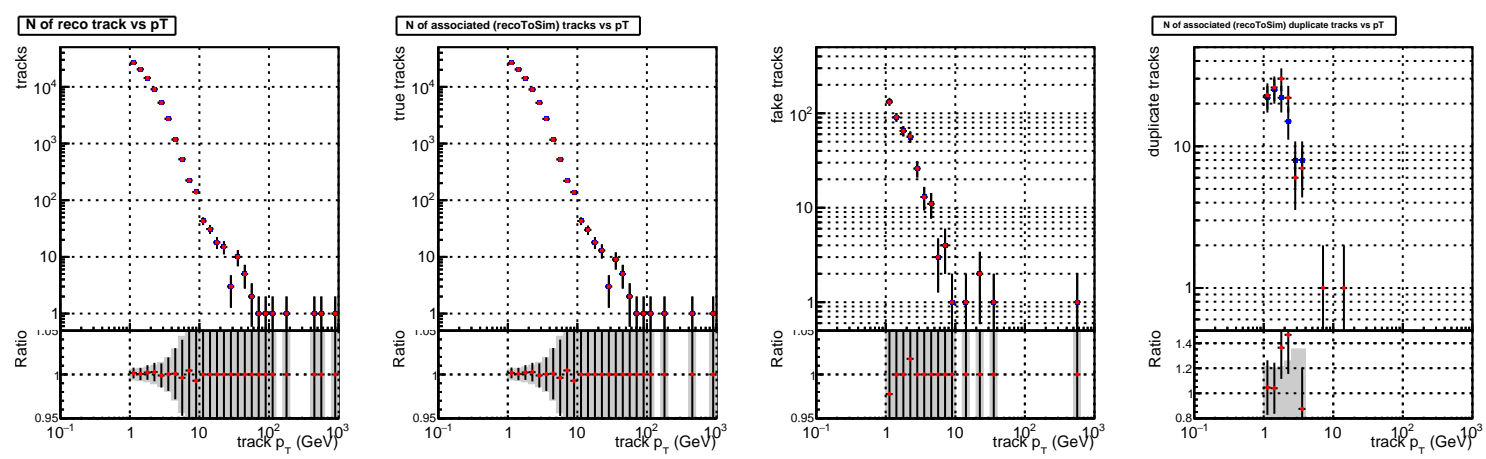 N of reco track vs pT
tracks
10^4
10^3
10^2
10
1
Ratio
1.05
1
0.95
10^-1 1 10 10^2 10^3
track p_T (GeV)
N of associated (recoToSim) tracks vs pT
true tracks
10^4
10^3
10^2
10
1
Ratio
1.05
1
0.95
10^-1 1 10 10^2 10^3
track p_T (GeV)
fake tracks
10^2
10
1
Ratio
1.05
1
0.95
10^-1 1 10 10^2 10^3
track p_T (GeV)
N of associated (recoToSim) duplicate tracks vs pT
duplicate tracks
10
1
Ratio
1.4
1.2
1
0.8
10^-1 1 10 10^2 10^3
track p_T (GeV)